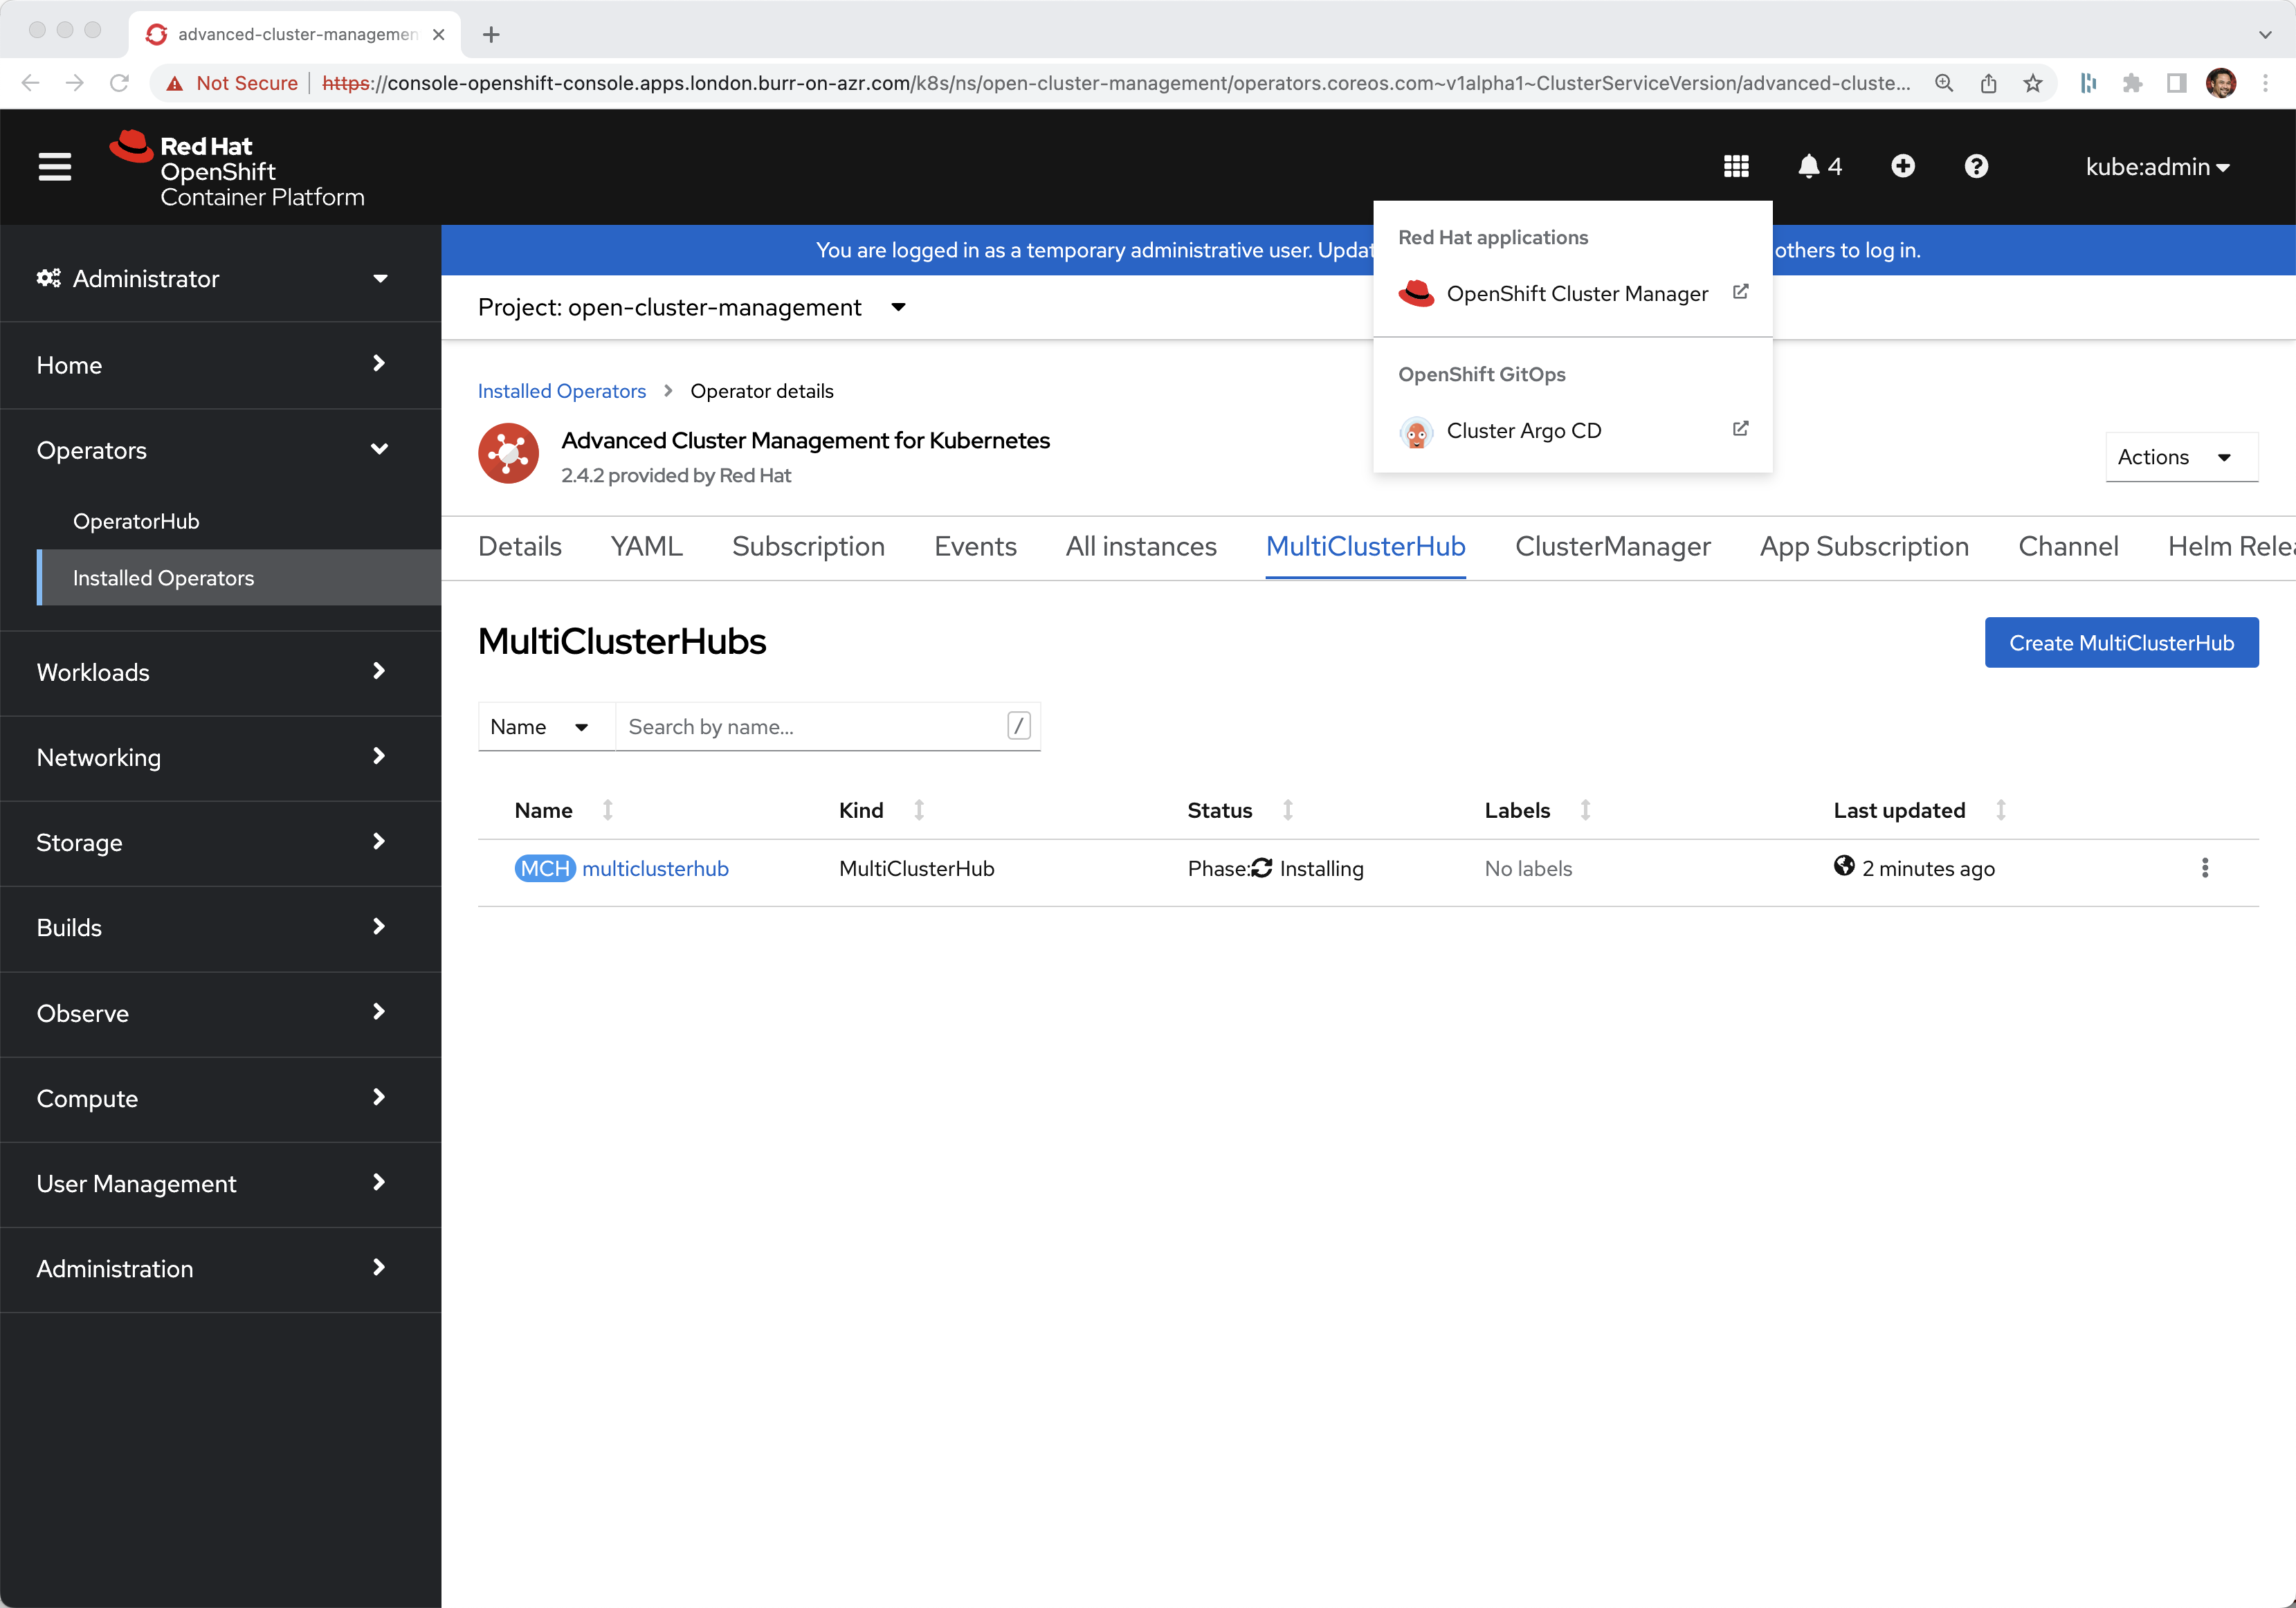 advanced-cluster-managemen
Not Secure | https://console-openshift-console.apps.london.burr-on-azr.com/k8s/ns/open-cluster-management/operators.coreos.com~v1alpha1~ClusterServiceVersion/advanced-cluste...
Red Hat
OpenShift
Container Platform
4
kube:admin
Administrator
Home
Operators
OperatorHub
Installed Operators
Workloads
Networking
Storage
Builds
Observe
Compute
User Management
Administration
You are logged in as a temporary administrative user. Updat
others to log in.
Red Hat applications
OpenShift Cluster Manager
OpenShift GitOps
Cluster Argo CD
Project: open-cluster-management
Installed Operators > Operator details
Advanced Cluster Management for Kubernetes
2.4.2 provided by Red Hat
Actions
Details YAML Subscription Events All instances MultiClusterHub ClusterManager App Subscription Channel Helm Relea
MultiClusterHubs
Create MultiClusterHub
Name Search by name... /
Name Kind Status Labels Last updated
MCH multiclusterhub MultiClusterHub Phase: Installing No labels 2 minutes ago